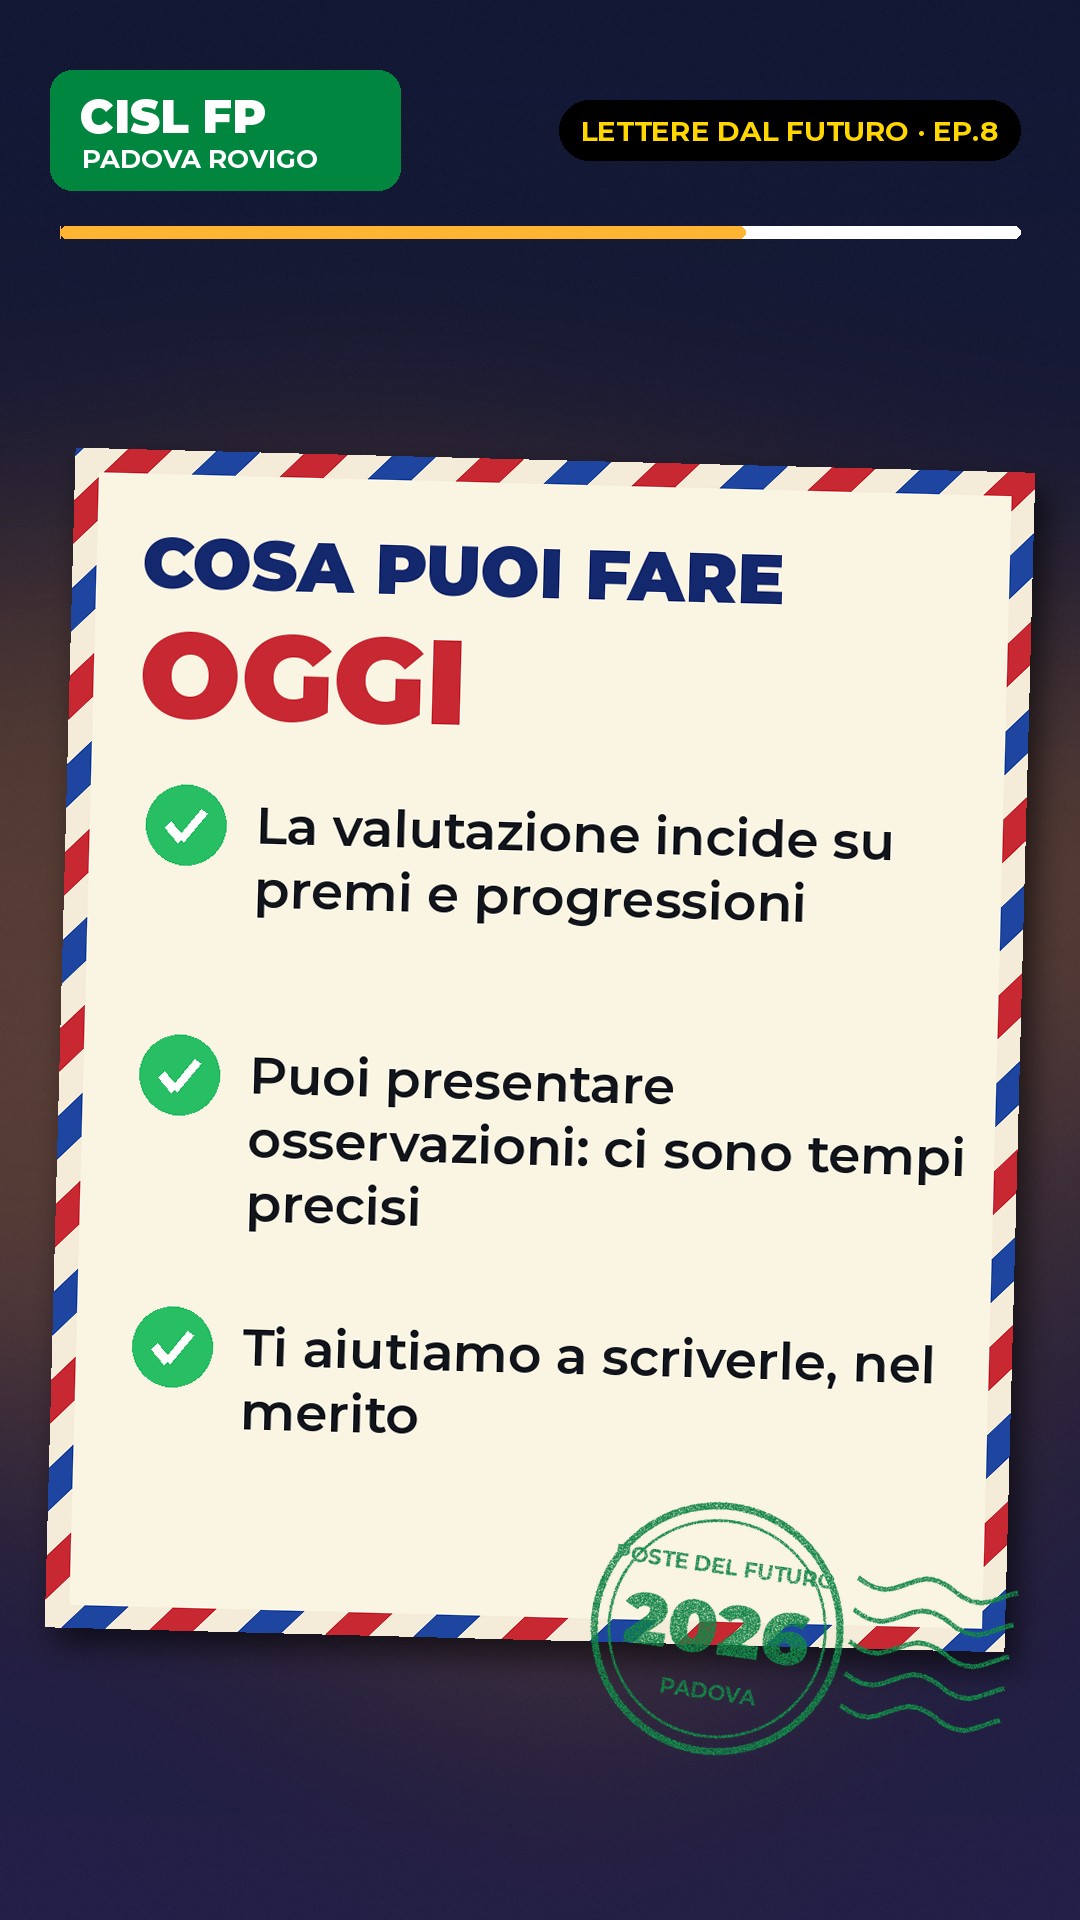 CISL FP
PADOVA ROVIGO
LETTERE DAL FUTURO · EP.8
COSA PUOI FARE
OGGI
La valutazione incide su
premi e progressioni
Puoi presentare
osservazioni: ci sono tempi
precisi
Ti aiutiamo a scriverle, nel
merito
POSTE DEL FUTURO
2026
PADOVA